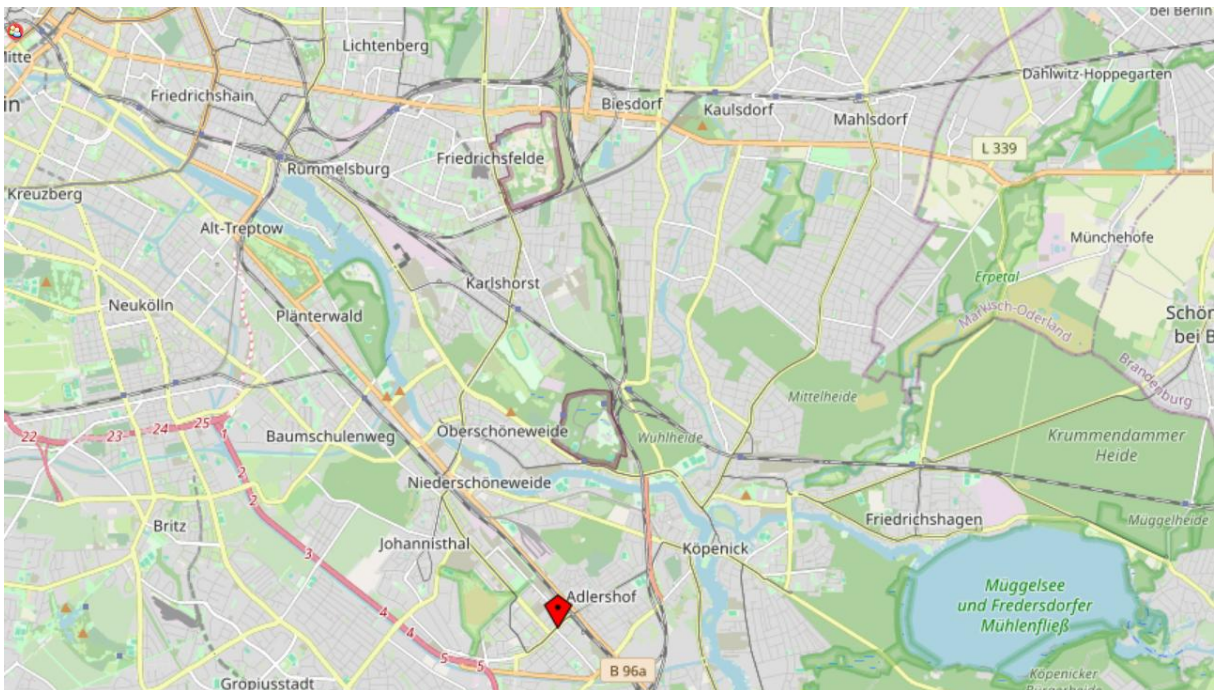 bei Berlin
Lichtenberg
Mitte
Dahlwitz-Hoppegarten
in
Friedrichshain
Biesdorf
Kaulsdorf
Mahlsdorf
L 339
Friedrichsfelde
Rummelsburg
Kreuzberg
Alt-Treptow
Münchehofe
Erpetal
Karlshorst
Neukölln
Plänterwald
Märkisch-Oderland
Schön
bei B
Brandenburg
Mittelheide
22
23
24
25
1
Baumschulenweg
Oberschöneweide
Wuhlheide
Krummendammer
Heide
2
Niederschöneweide
2
Britz
Friedrichshagen
Müggelheide
3
Johannisthal
Köpenick
Adlershof
Müggelsee
und Fredersdorfer
Mühlenfließ
4
4
5
5
B 96a
Gropiusstadt
Köpenicker
Bürgerheide